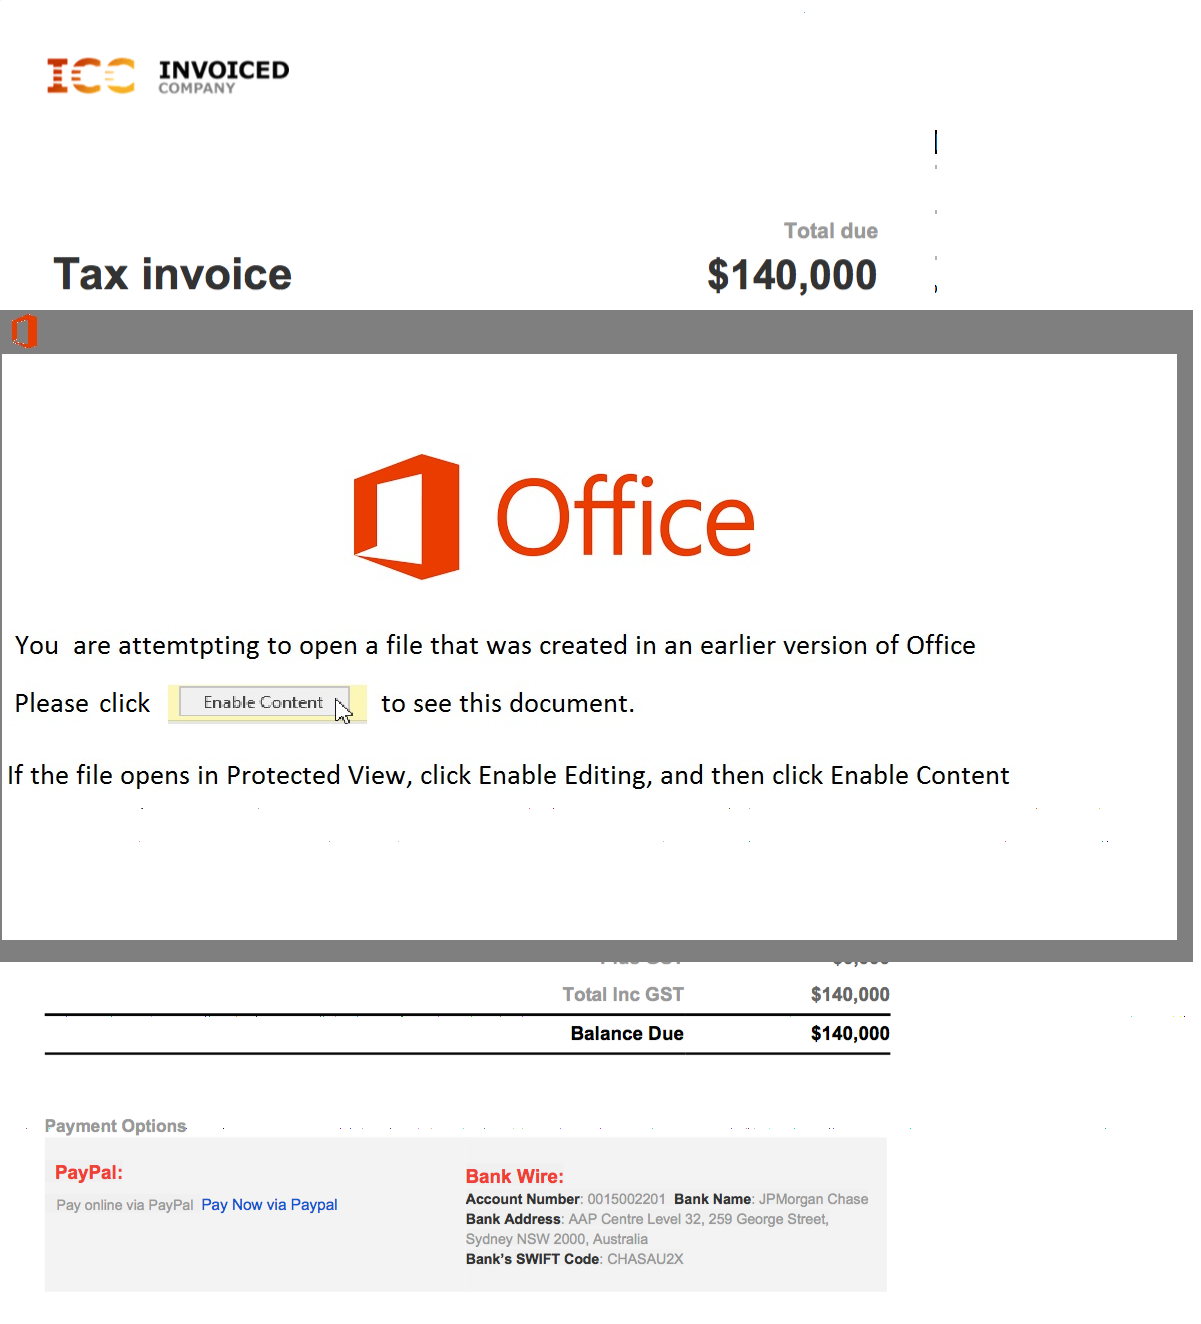 ICC INVOICED
COMPANY
Total due
Tax invoice $140,000
Office
You are attemtpting to open a file that was created in an earlier version of Office
Please click Enable Content to see this document.
If the file opens in Protected View, click Enable Editing, and then click Enable Content
Total Inc GST $140,000
Balance Due $140,000
Payment Options
PayPal:
Pay online via PayPal Pay Now via Paypal
Bank Wire:
Account Number: 0015002201 Bank Name: JPMorgan Chase
Bank Address: AAP Centre Level 32, 259 George Street,
Sydney NSW 2000, Australia
Bank's SWIFT Code: CHASAU2X